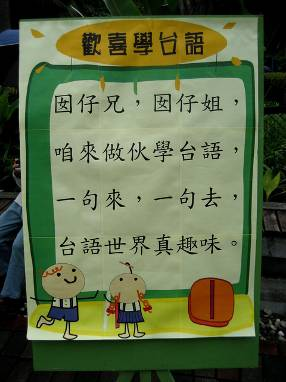 歡喜學台語
囡仔兄，囡仔姐，
咱來做伙學台語，
一句來，一句去，
台語世界真趣味。